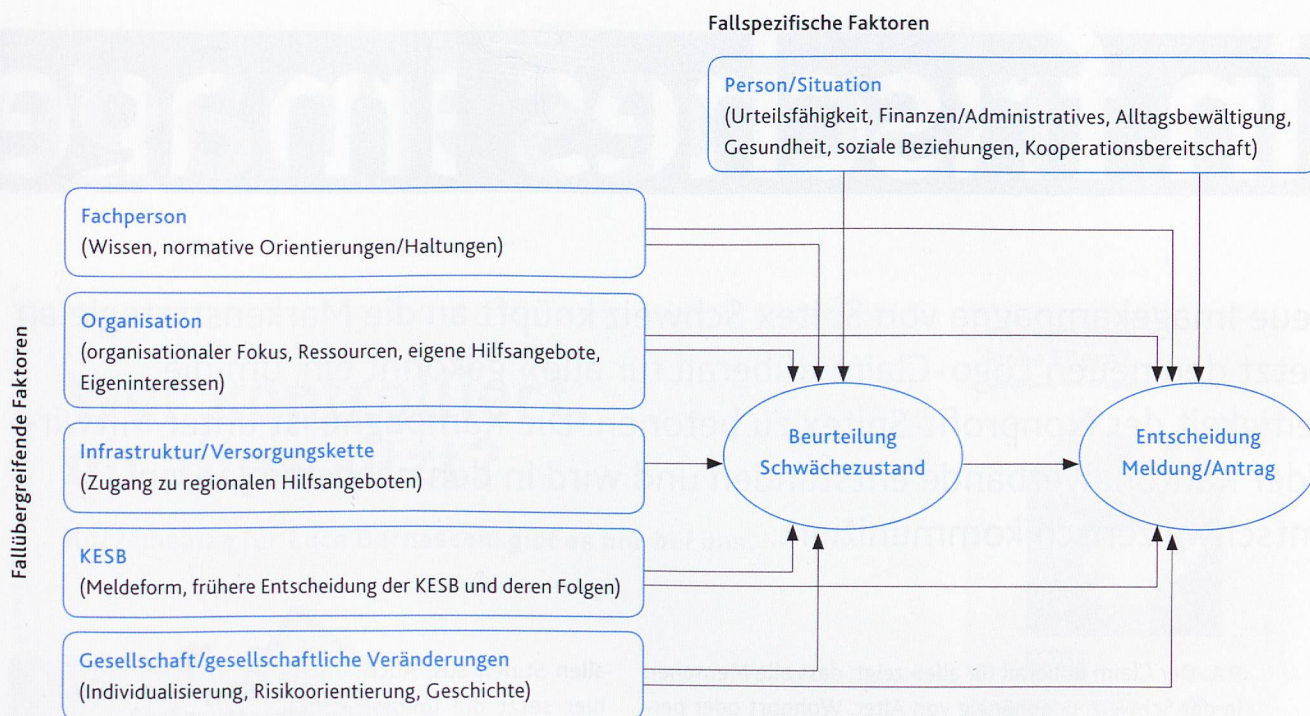 Fallspezifische Faktoren
Person/Situation
(Urteilsfähigkeit, Finanzen/Administratives, Alltagsbewältigung,
Gesundheit, soziale Beziehungen, Kooperationsbereitschaft)
Fallübergreifende Faktoren
Fachperson
(Wissen, normative Orientierungen/Haltungen)
Organisation
(organisationaler Fokus, Ressourcen, eigene Hilfsangebote,
Eigeninteressen)
Infrastruktur/Versorgungskette
(Zugang zu regionalen Hilfsangeboten)
KESB
(Meldeform, frühere Entscheidung der KESB und deren Folgen)
Gesellschaft/gesellschaftliche Veränderungen
(Individualisierung, Risikoorientierung, Geschichte)
Beurteilung
Schwächezustand
Entscheidung
Meldung/Antrag